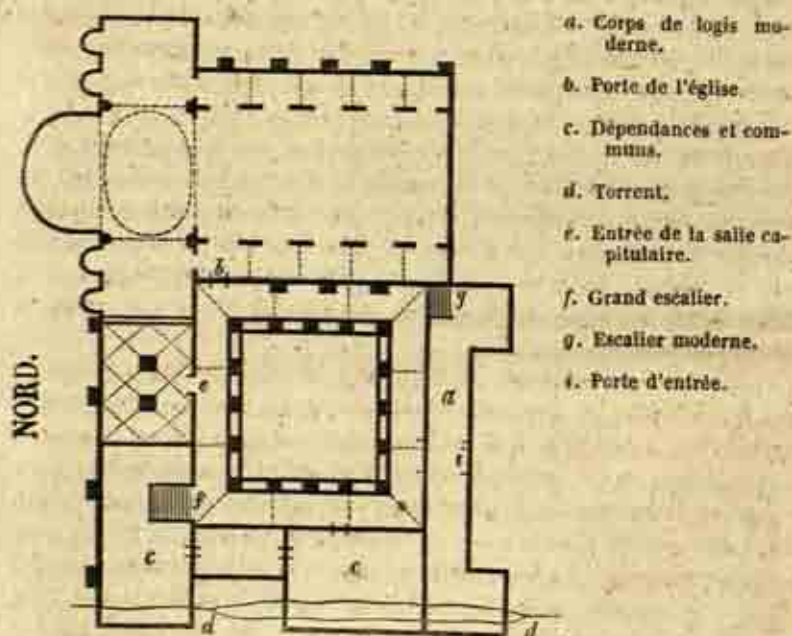 a. Corps de logis mo-
derne.
b. Porte de l'église.
c. Dépendances et com-
muns.
d. Torrent.
e. Entrée de la salle ca-
pitulaire.
f. Grand escalier.
g. Escalier moderne.
i. Porte d'entrée.
NORD.
b
g
e
a
i
f
c
c
d
d